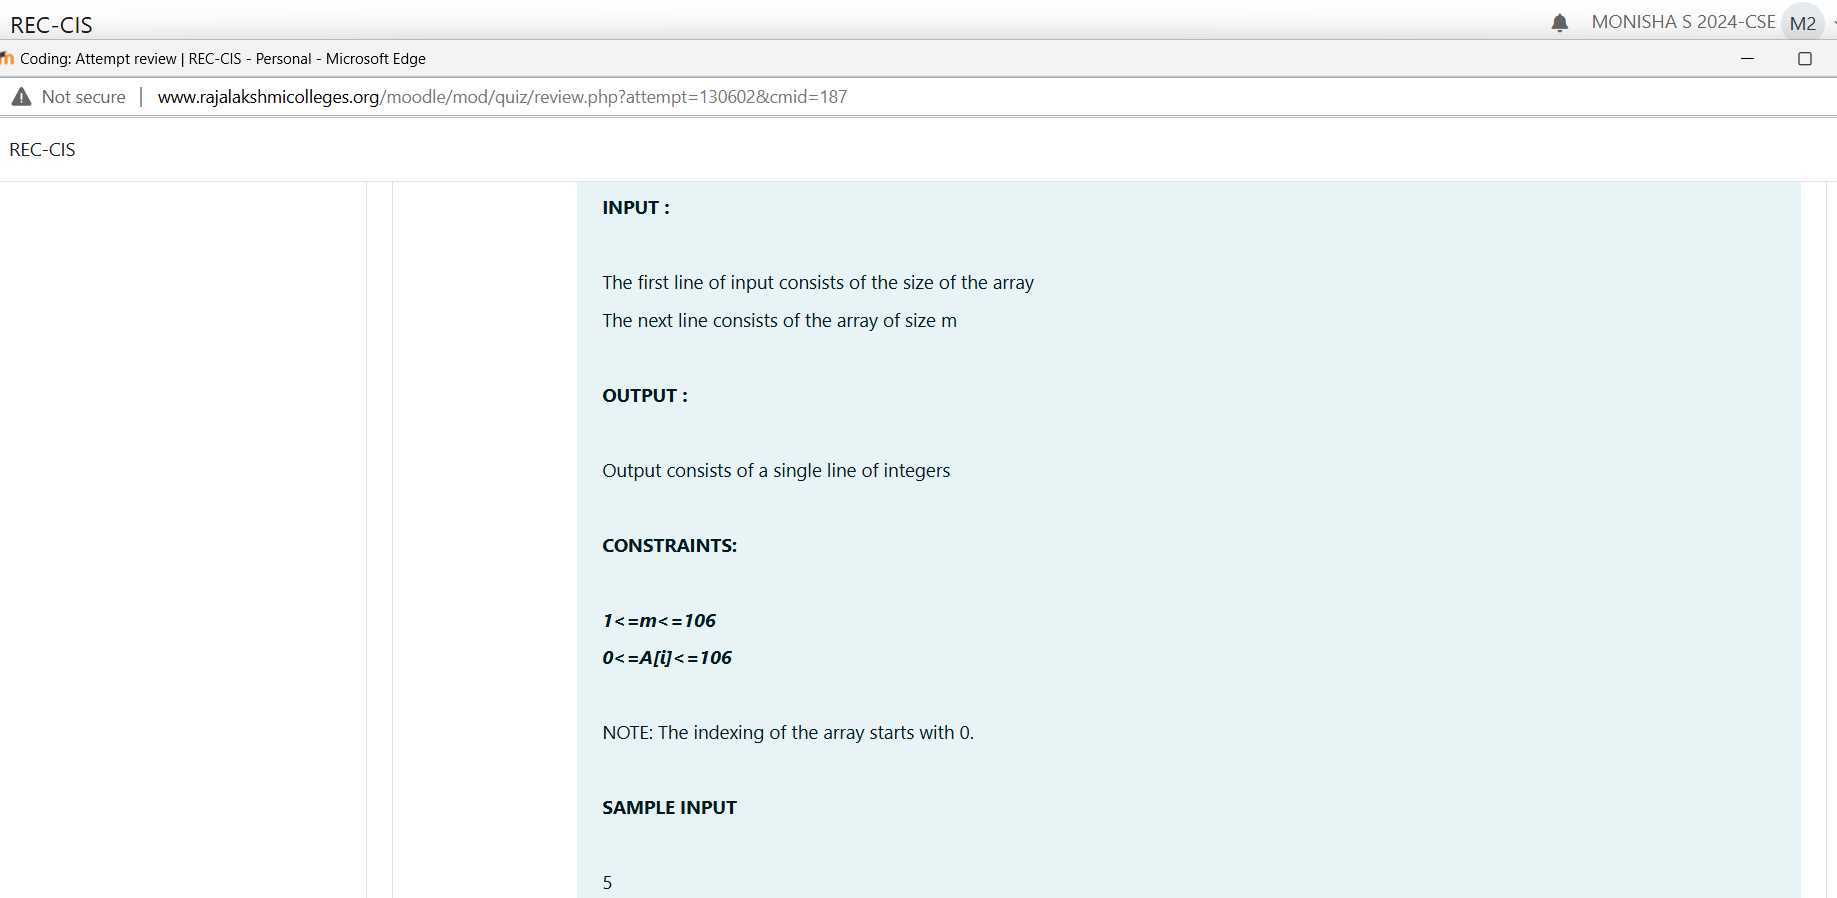 REC-CIS
MONISHA S 2024-CSE M2
Coding: Attempt review | REC-CIS - Personal - Microsoft Edge
Not secure | www.rajalakshmicolleges.org/moodle/mod/quiz/review.php?attempt=130602&cmid=187
REC-CIS
INPUT :
The first line of input consists of the size of the array
The next line consists of the array of size m
OUTPUT :
Output consists of a single line of integers
CONSTRAINTS:
1<=m<=106
0<=A[i]<=106
NOTE: The indexing of the array starts with 0.
SAMPLE INPUT
5